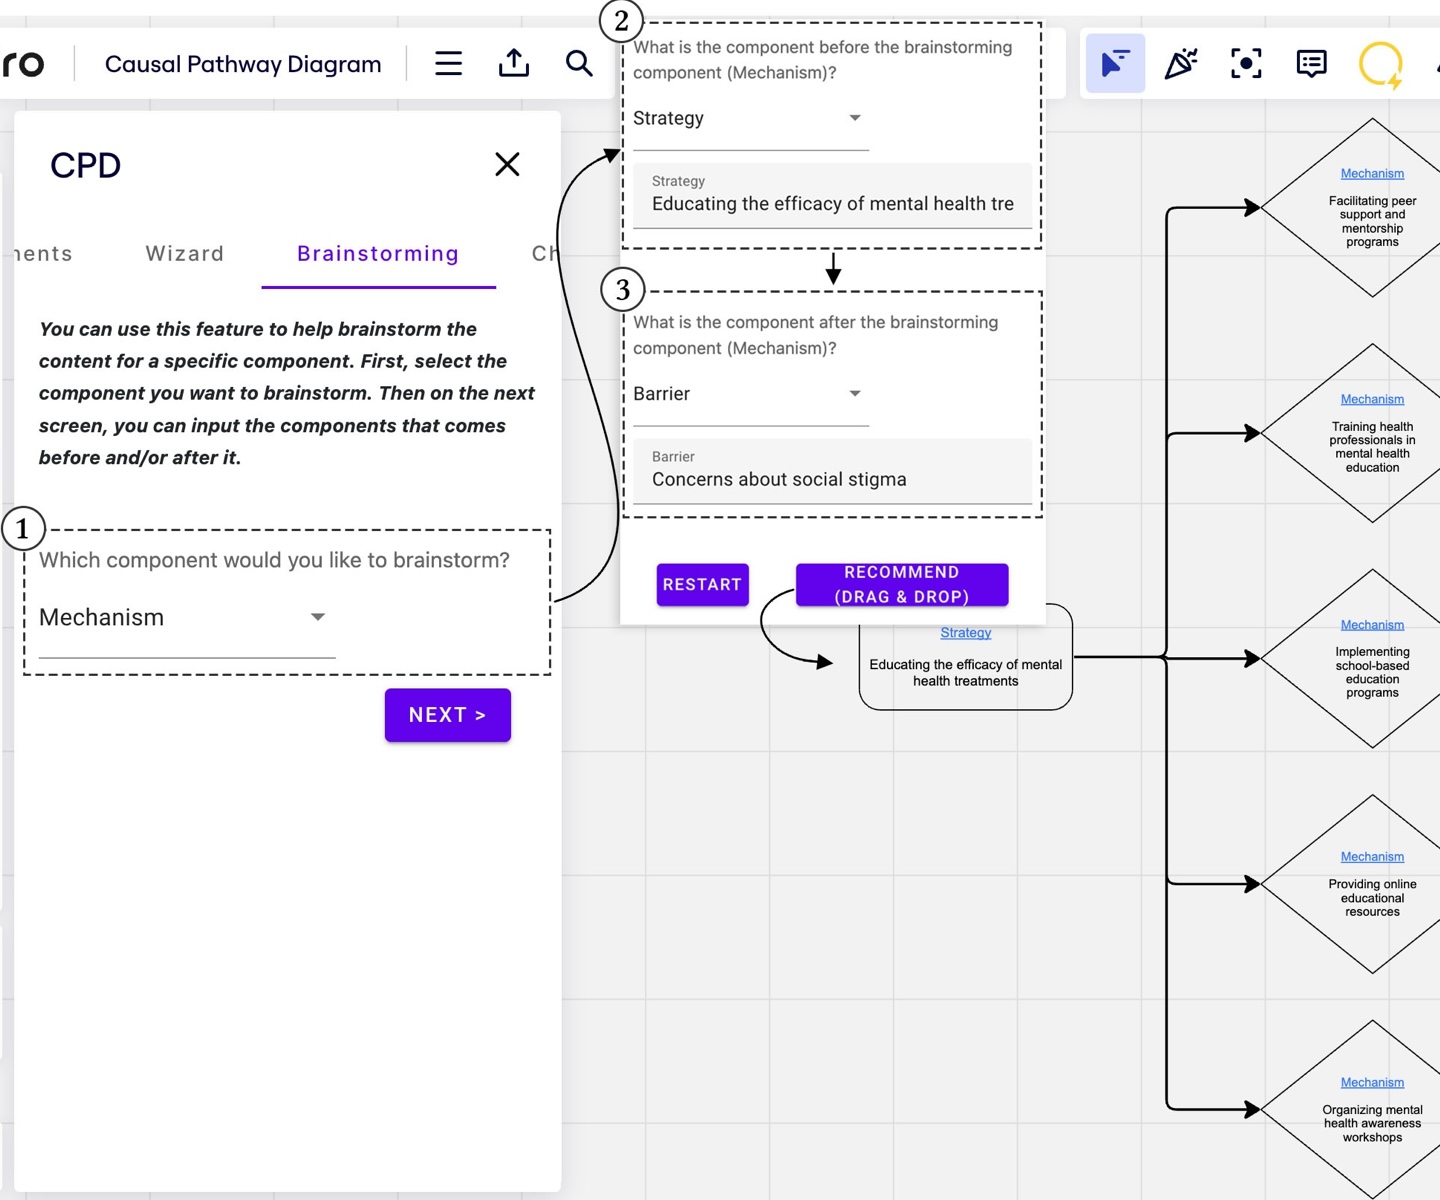 ro
Causal Pathway Diagram
CPD
nents
Wizard
Brainstorming
Ch
You can use this feature to help brainstorm the
content for a specific component. First, select the
component you want to brainstorm. Then on the next
screen, you can input the components that comes
before and/or after it.
1
Which component would you like to brainstorm?
Mechanism
NEXT >
2
What is the component before the brainstorming
component (Mechanism)?
Strategy
Strategy
Educating the efficacy of mental health tre
3
What is the component after the brainstorming
component (Mechanism)?
Barrier
Barrier
Concerns about social stigma
RESTART
RECOMMEND
(DRAG & DROP)
Strategy
Educating the efficacy of mental
health treatments
Mechanism
Facilitating peer
support and
mentorship
programs
Mechanism
Training health
professionals in
mental health
education
Mechanism
Implementing
school-based
education
programs
Mechanism
Providing online
educational
resources
Mechanism
Organizing mental
health awareness
workshops